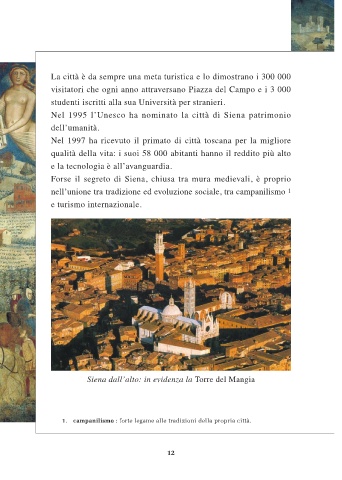 La città è da sempre una meta turistica e lo dimostrano i 300 000
visitatori che ogni anno attraversano Piazza del Campo e i 3 000
studenti iscritti alla sua Università per stranieri.
Nel 1995 l’Unesco ha nominato la città di Siena patrimonio
dell’umanità.
Nel 1997 ha ricevuto il primato di città toscana per la migliore
qualità della vita: i suoi 58 000 abitanti hanno il reddito più alto
e la tecnologia è all’avanguardia.
Forse il segreto di Siena, chiusa tra mura medievali, è proprio
nell’unione tra tradizione ed evoluzione sociale, tra campanilismo 1
e turismo internazionale.
Siena dall’alto: in evidenza la Torre del Mangia
1. campanilismo : forte legame alle tradizioni della propria città.
12